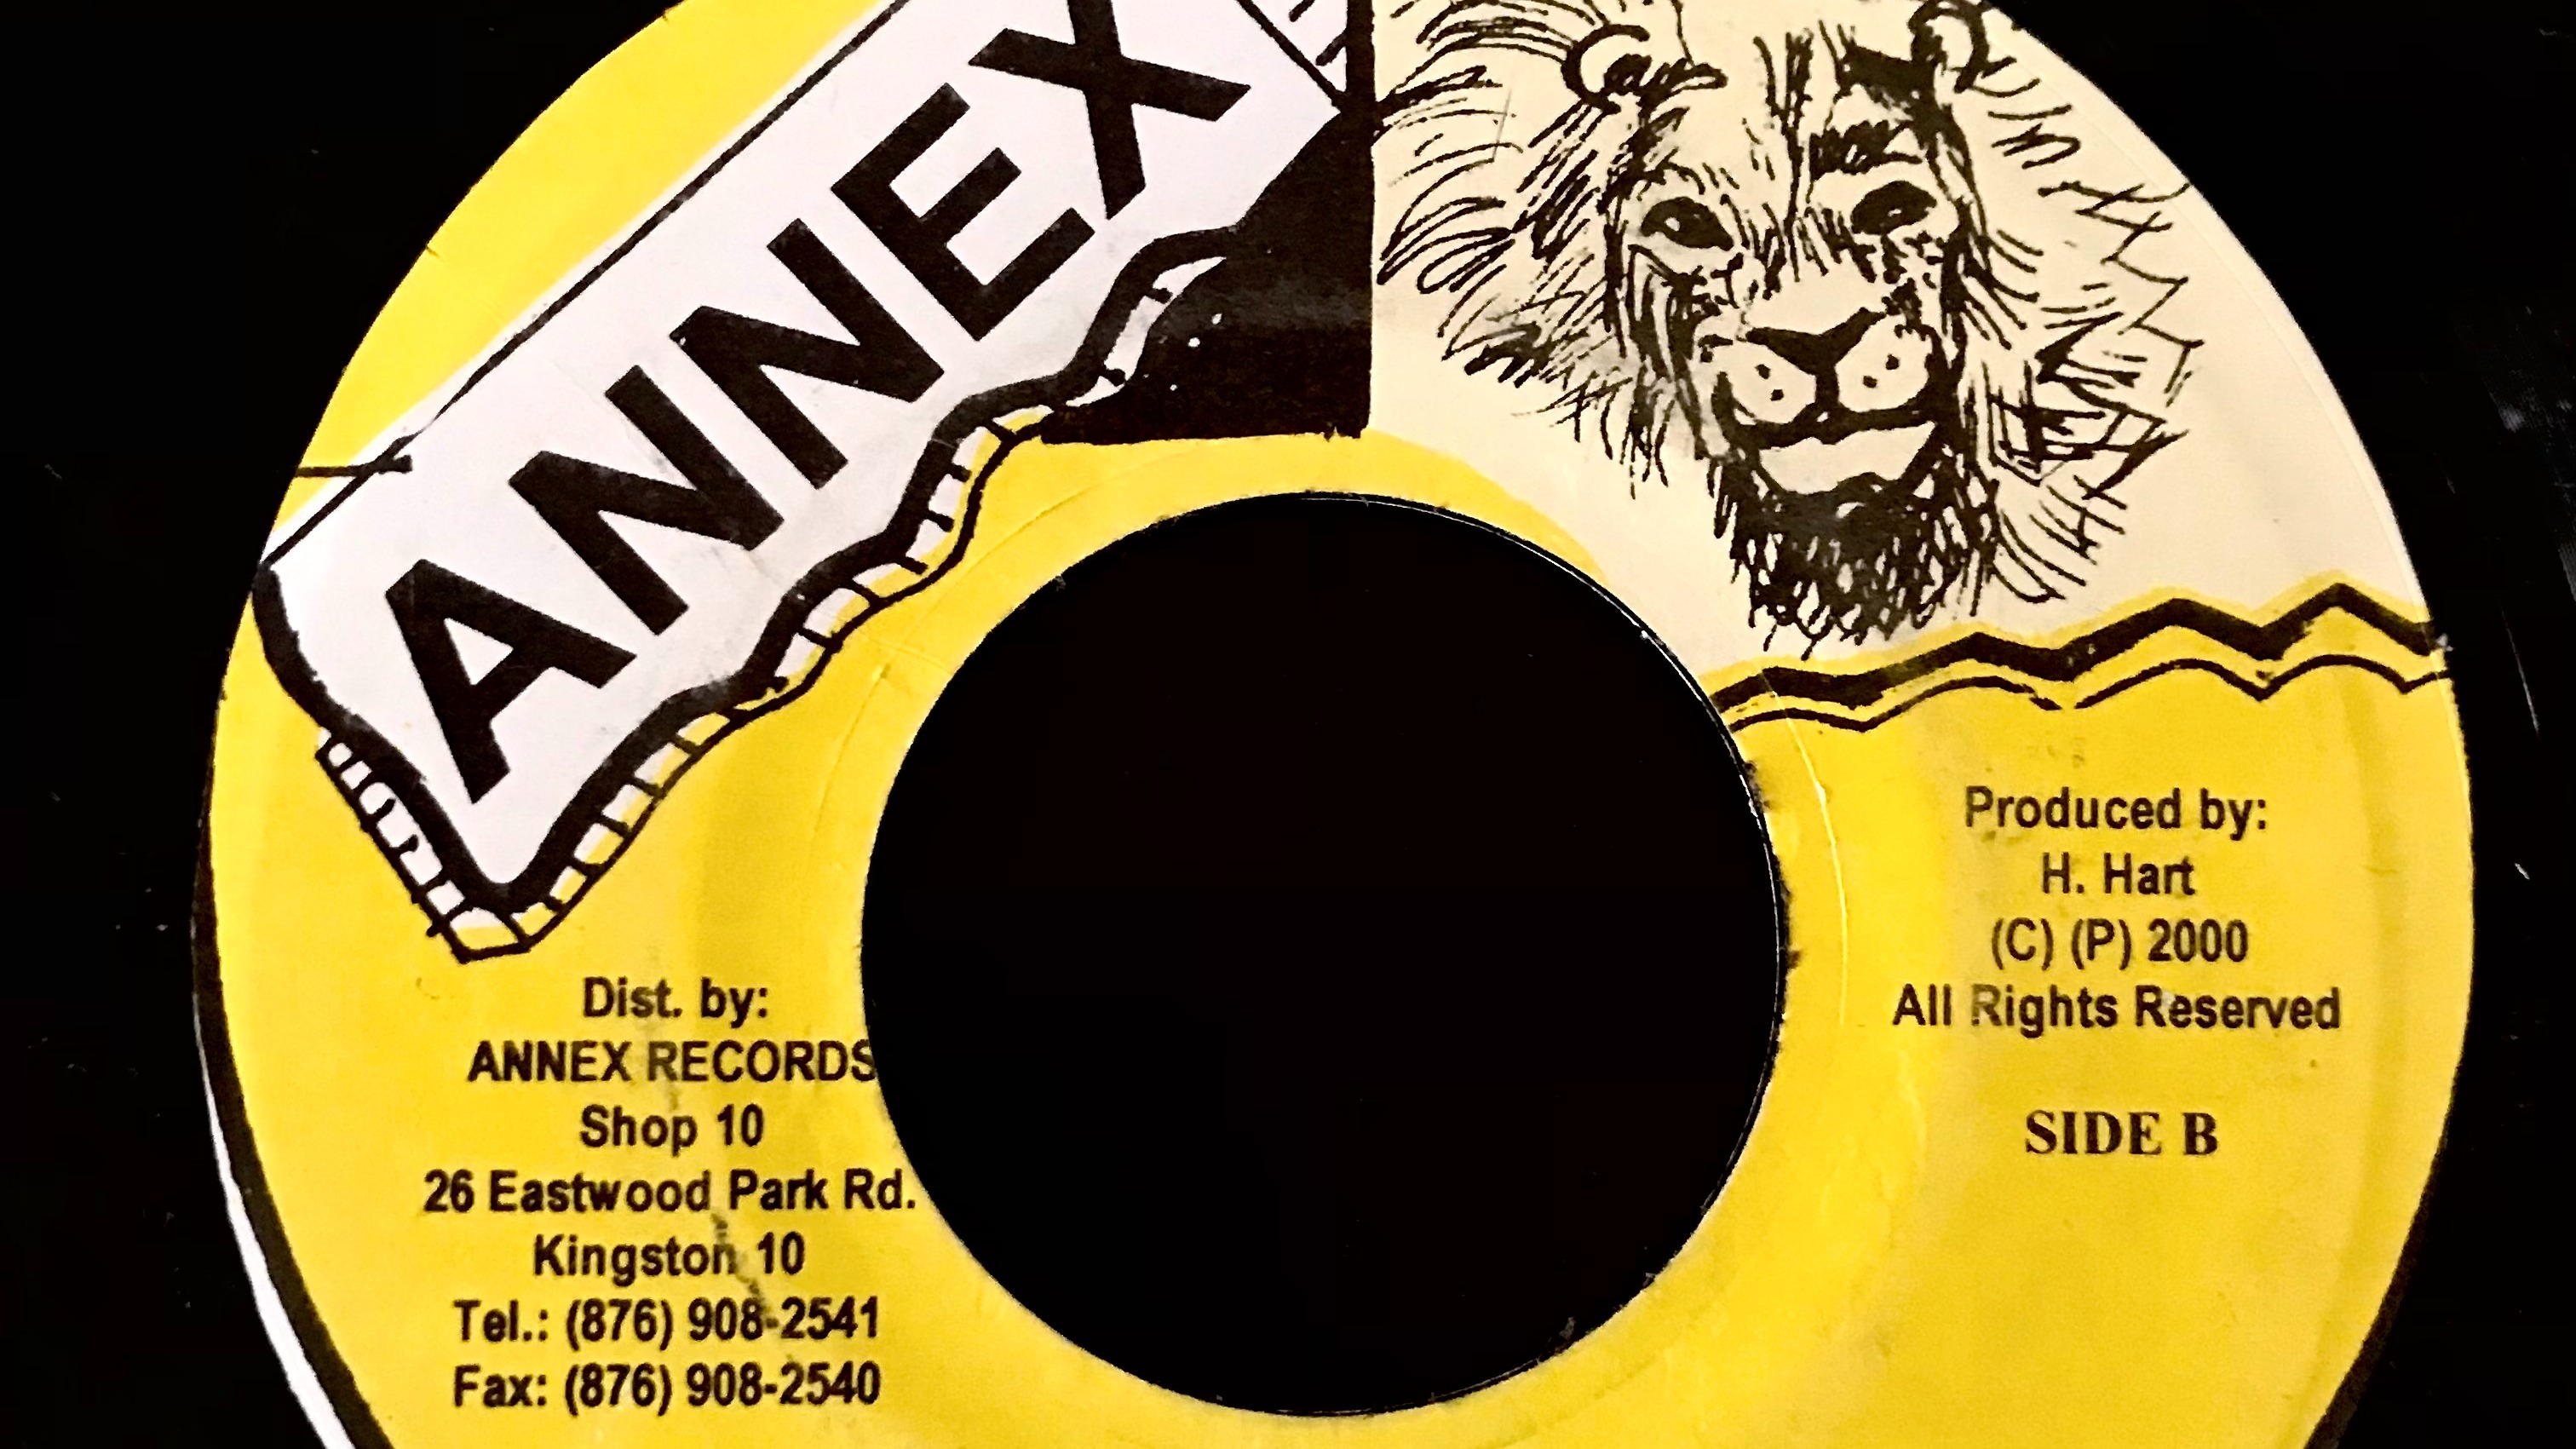 ANNEX
Dist. by:
ANNEX RECORDS
Shop 10
26 Eastwood Park Rd.
Kingston 10
Tel.: (876) 908-2541
Fax: (876) 908-2540
Produced by:
H. Hart
(C) (P) 2000
All Rights Reserved
SIDE B